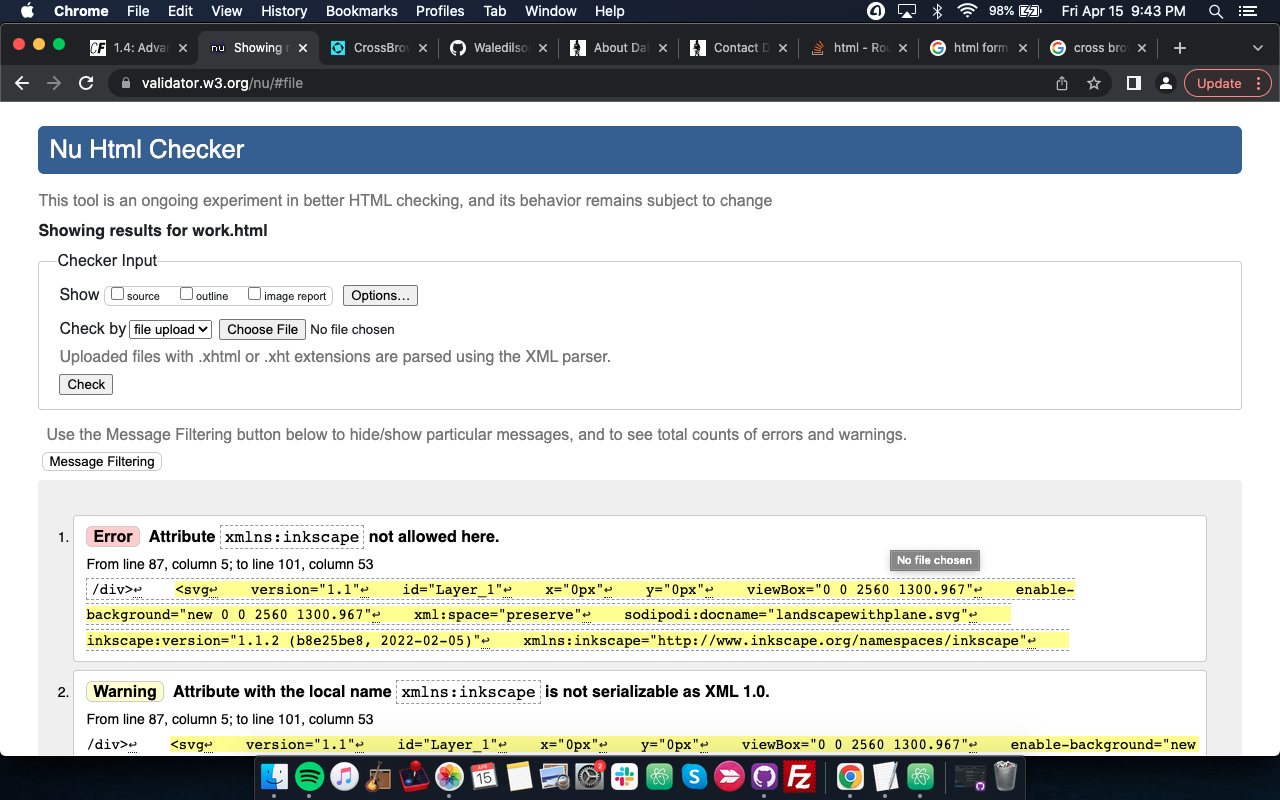 Chrome File Edit View History Bookmarks Profiles Tab Window Help 98% Fri Apr 15 9:43 PM
CF 1.4: Advan nu Showing r CrossBrow Waledilso About Dal Contact D html - Rou html form cross bro
validator.w3.org/nu/#file Update
Nu Html Checker
This tool is an ongoing experiment in better HTML checking, and its behavior remains subject to change
Showing results for work.html
Checker Input
Show source outline image report Options...
Check by file upload Choose File No file chosen
Uploaded files with .xhtml or .xht extensions are parsed using the XML parser.
Check
Use the Message Filtering button below to hide/show particular messages, and to see total counts of errors and warnings.
Message Filtering
1. Error Attribute xmlns:inkscape not allowed here.
From line 87, column 5; to line 101, column 53
No file chosen
/div>↩ <svg↩ version="1.1"↩ id="Layer_1"↩ x="0px"↩ y="0px"↩ viewBox="0 0 2560 1300.967"↩ enable-
background="new 0 0 2560 1300.967"↩ xml:space="preserve"↩ sodipodi:docname="landscapewithplane.svg"↩
inkscape:version="1.1.2 (b8e25be8, 2022-02-05)"↩ xmlns:inkscape="http://www.inkscape.org/namespaces/inkscape"↩
2. Warning Attribute with the local name xmlns:inkscape is not serializable as XML 1.0.
From line 87, column 5; to line 101, column 53
/div>↩ <svg↩ version="1.1"↩ id="Layer_1"↩ x="0px"↩ y="0px"↩ viewBox="0 0 2560 1300.967"↩ enable-background="new
APR 15 2 S FZ